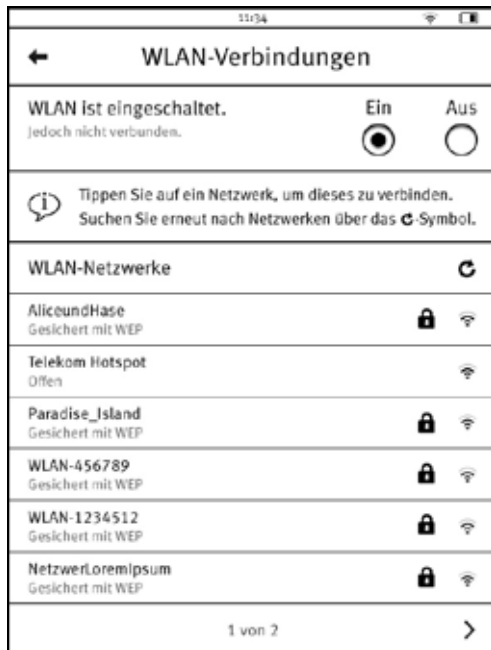 11:34
WLAN-Verbindungen
WLAN ist eingeschaltet.
Jedoch nicht verbunden.
Ein
Aus
Tippen Sie auf ein Netzwerk, um dieses zu verbinden.
Suchen Sie erneut nach Netzwerken über das -Symbol.
WLAN-Netzwerke
AliceundHase
Gesichert mit WEP
Telekom Hotspot
Offen
Paradise_Island
Gesichert mit WEP
WLAN-456789
Gesichert mit WEP
WLAN-1234512
Gesichert mit WEP
NetzwerLoremIpsum
Gesichert mit WEP
1 von 2